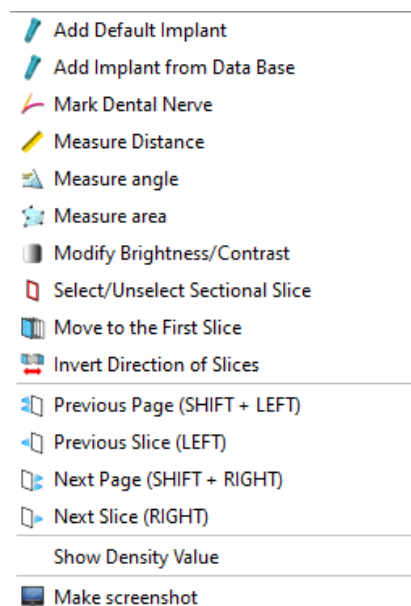 Add Default Implant
Add Implant from Data Base
Mark Dental Nerve
Measure Distance
Measure angle
Measure area
Modify Brightness/Contrast
Select/Unselect Sectional Slice
Move to the First Slice
Invert Direction of Slices
Previous Page (SHIFT + LEFT)
Previous Slice (LEFT)
Next Page (SHIFT + RIGHT)
Next Slice (RIGHT)
Show Density Value
Make screenshot